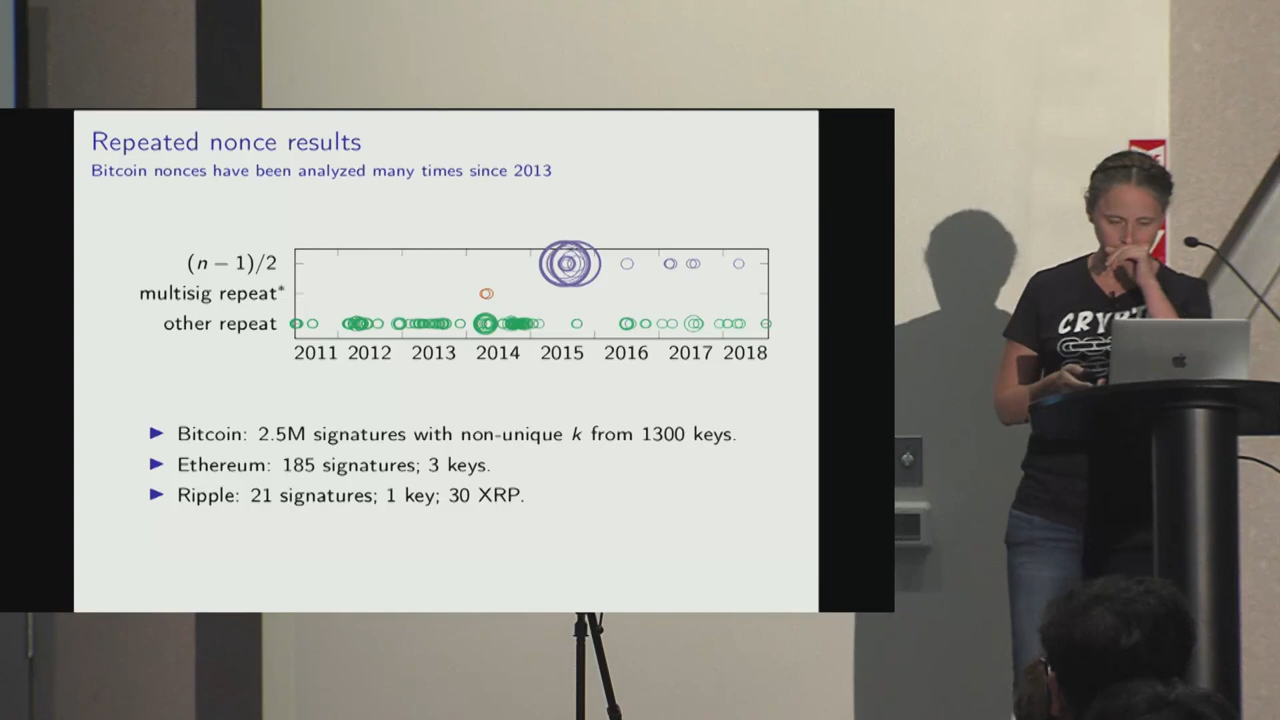 Repeated nonce results
Bitcoin nonces have been analyzed many times since 2013
(n − 1)/2
multisig repeat*
other repeat
2011 2012 2013 2014 2015 2016 2017 2018
▶ Bitcoin: 2.5M signatures with non-unique k from 1300 keys.
▶ Ethereum: 185 signatures; 3 keys.
▶ Ripple: 21 signatures; 1 key; 30 XRP.